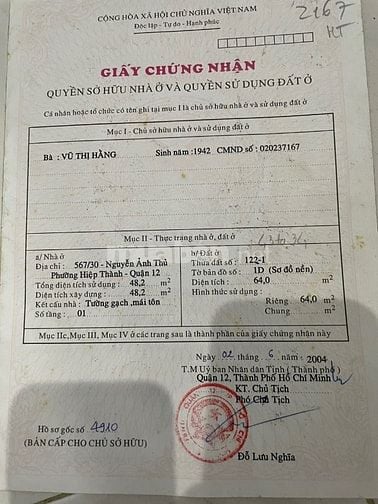 CỘNG HÒA XÃ HỘI CHỦ NGHĨA VIỆT NAM
Độc lập - Tự do - Hạnh phúc
2167
HT
GIẤY CHỨNG NHẬN
QUYỀN SỞ HỮU NHÀ Ở VÀ QUYỀN SỬ DỤNG ĐẤT Ở
Cá nhân hoặc tổ chức có tên ghi tại mục I là chủ sở hữu nhà ở và sử dụng đất ở
Mục I - Chủ sở hữu nhà ở và sử dụng đất ở
Bà : VŨ THỊ HẰNG Sinh năm :1942 CMND số : 020237167
Mục II - Thực trạng nhà ở, đất ở
a/ Nhà ở b/ Đất ở
Địa chỉ : 567/30 - Nguyễn Ảnh Thủ Thửa đất số : 122-1
Phường Hiệp Thành - Quận 12 Tờ bản đồ số : 1D (Sơ đồ nền)
Tổng diện tích sử dụng : 48,2 m2 Diện tích : 64,0 m2
Diện tích xây dựng : 48,2 m2 Hình thức sử dụng :
Kết cấu nhà : Tường gạch ,mái tôn Riêng 64,0 m2
Số tầng : 01 Chung m2
Mục IIc,Mục III, Mục IV ở các trang sau là thành phần của giấy chứng nhận này
Ngày 02 tháng 6 năm 2004
T.M Uỷ ban Nhân dân Tỉnh ( Thành phố )
Quận 12, Thành Phố Hồ Chí Minh
KT. Chủ Tịch
Phó Chủ Tịch
Hồ sơ gốc số 4910
(BẢN CẤP CHO CHỦ SỞ HỮU)
Đỗ Lưu Nghĩa